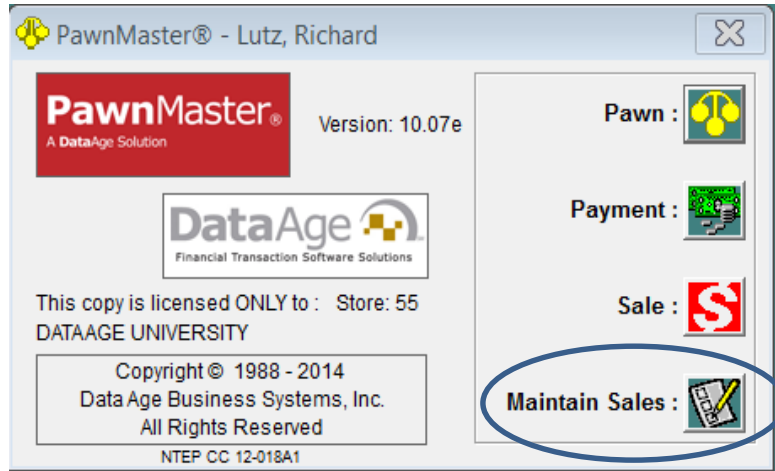 PawnMaster® - Lutz, Richard
PawnMaster®
A DataAge Solution
Version: 10.07e
DataAge
Financial Transaction Software Solutions
This copy is licensed ONLY to : Store: 55
DATAAGE UNIVERSITY
Copyright © 1988 - 2014
Data Age Business Systems, Inc.
All Rights Reserved
NTEP CC 12-018A1
Pawn :
Payment :
Sale :
Maintain Sales :